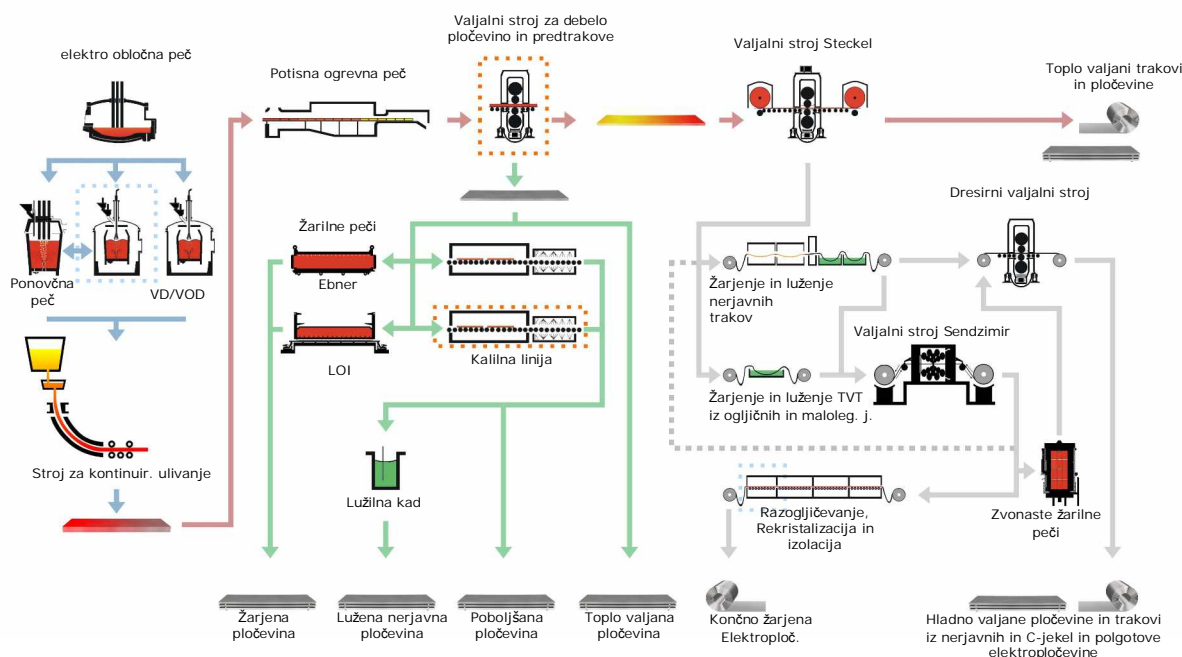 elektro obločna peč
Potisna ogrevna peč
Valjalni stroj za debelo
pločevino in predtrakove
Valjalni stroj Steckel
Toplo valjani trakovi
in pločevine
Ponovčna
peč
VD/VOD
Stroj za kontinuir. ulivanje
Žarilne peči
Ebner
LOI
Kalilna linija
Lužilna kad
Dresirni valjalni stroj
Žarjenje in luženje
nerjavnih
trakov
Valjalni stroj Sendzimir
Žarjenje in luženje TVT
iz ogljičnih in maloleg. j.
Razogljičevanje,
Rekristalizacija in
izolacija
Zvonaste žarilne
peči
Žarjena
pločevina
Lužena nerjavna
pločevina
Poboljšana
pločevina
Toplo valjana
pločevina
Končno žarjena
Elektroploč.
Hladno valjane pločevine in trakovi
iz nerjavnih in C-jekel in polgotove
elektropločevine